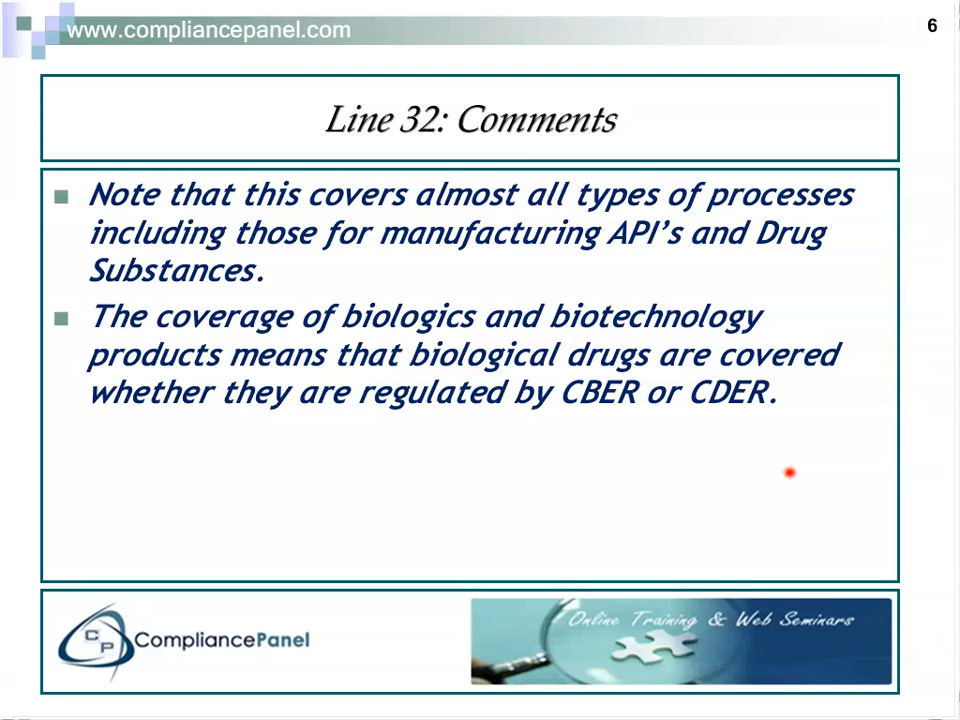 www.compliancepanel.com
6
Line 32: Comments
Note that this covers almost all types of processes
including those for manufacturing API's and Drug
Substances.
The coverage of biologics and biotechnology
products means that biological drugs are covered
whether they are regulated by CBER or CDER.
CP CompliancePanel
Online Training & Web Seminars